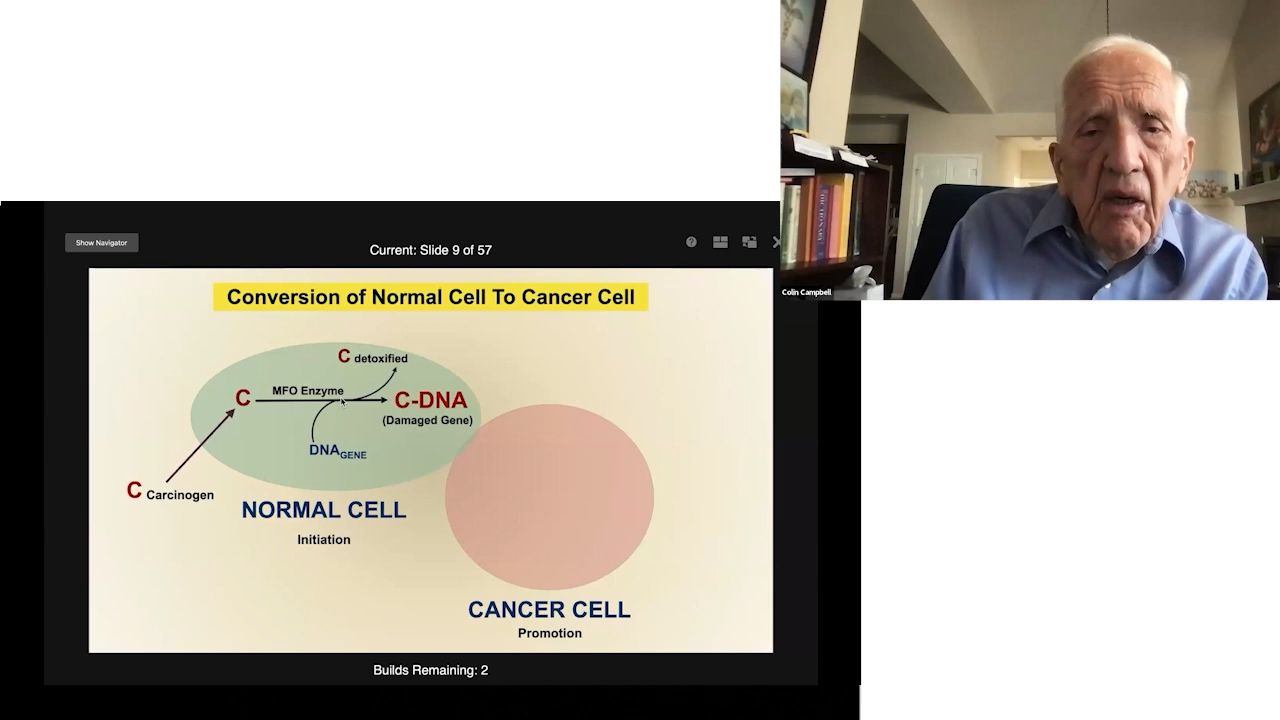 Colin Campbell
Show Navigator
Current: Slide 9 of 57
Conversion of Normal Cell To Cancer Cell
C detoxified
MFO Enzyme
C
C-DNA
(Damaged Gene)
DNAGENE
C Carcinogen
NORMAL CELL
Initiation
CANCER CELL
Promotion
Builds Remaining: 2